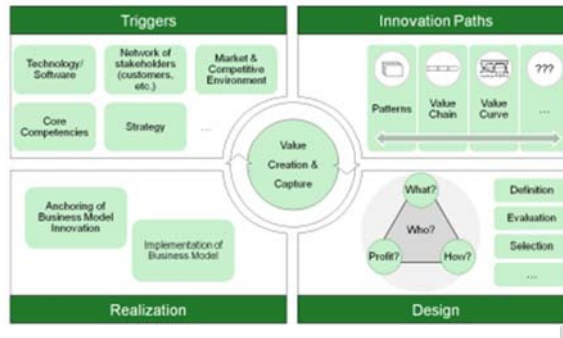 Triggers
Technology/
Software
Network of
stakeholders
(customers,
etc.)
Market &
Competitive
Environment
Core
Competencies
Strategy
...
Innovation Paths
Patterns
Value
Chain
Value
Curve
???
...
Value
Creation &
Capture
Anchoring of
Business Model
Innovation
Implementation of
Business Model
Realization
What?
Who?
Profit?
How?
Definition
Evaluation
Selection
...
Design